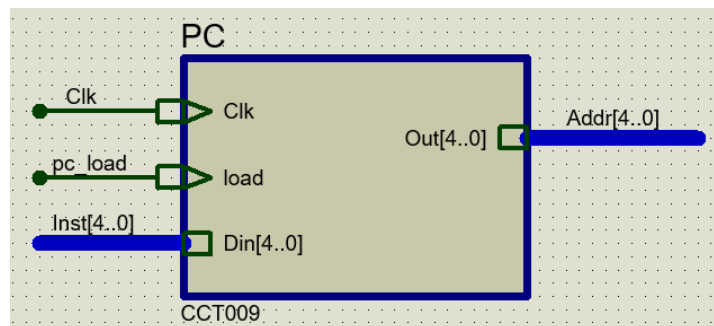 PC
Clk
Clk
Out[4..0]
Addr[4..0]
pc_load
load
Inst[4..0]
Din[4..0]
CCT009